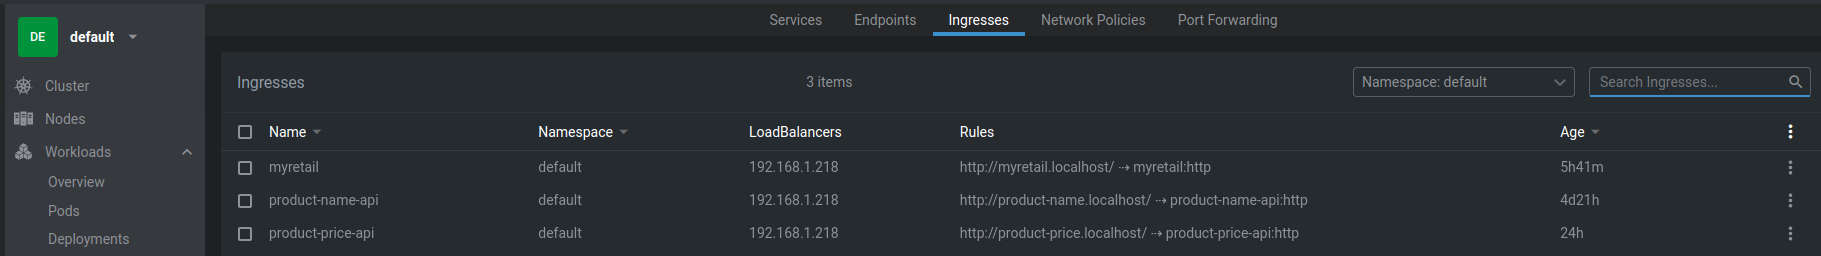 DE default
Cluster
Nodes
Workloads
Overview
Pods
Deployments
Services Endpoints Ingresses Network Policies Port Forwarding
Ingresses 3 items Namespace: default Search Ingresses...
Name Namespace LoadBalancers Rules Age
myretail default 192.168.1.218 http://myretail.localhost/ ⇢ myretail:http 5h41m
product-name-api default 192.168.1.218 http://product-name.localhost/ ⇢ product-name-api:http 4d21h
product-price-api default 192.168.1.218 http://product-price.localhost/ ⇢ product-price-api:http 24h